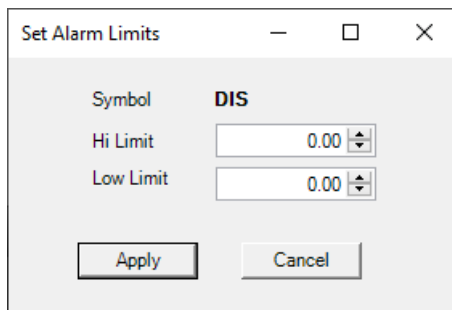 Set Alarm Limits
Symbol DIS
Hi Limit 0.00
Low Limit 0.00
Apply Cancel